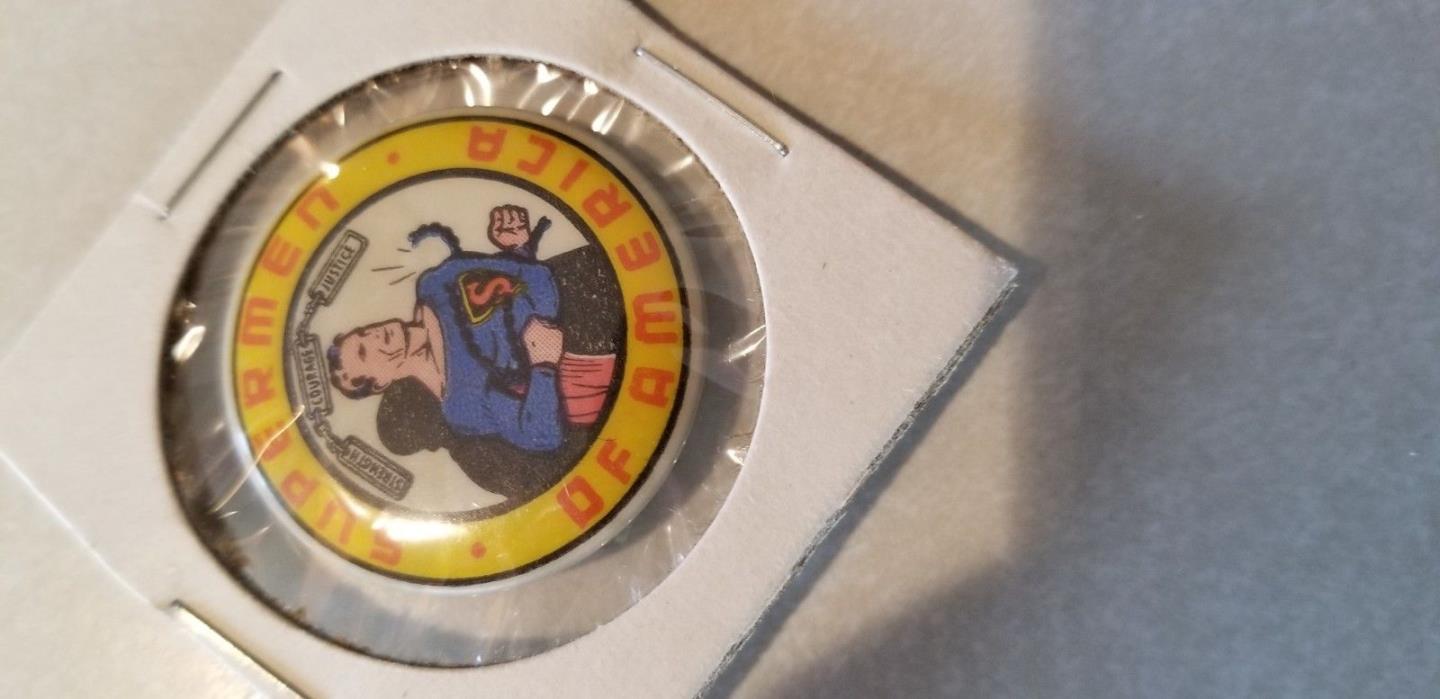 SUPERMEN • OF AMERICA •
STRENGTH
COURAGE
JUSTICE
S